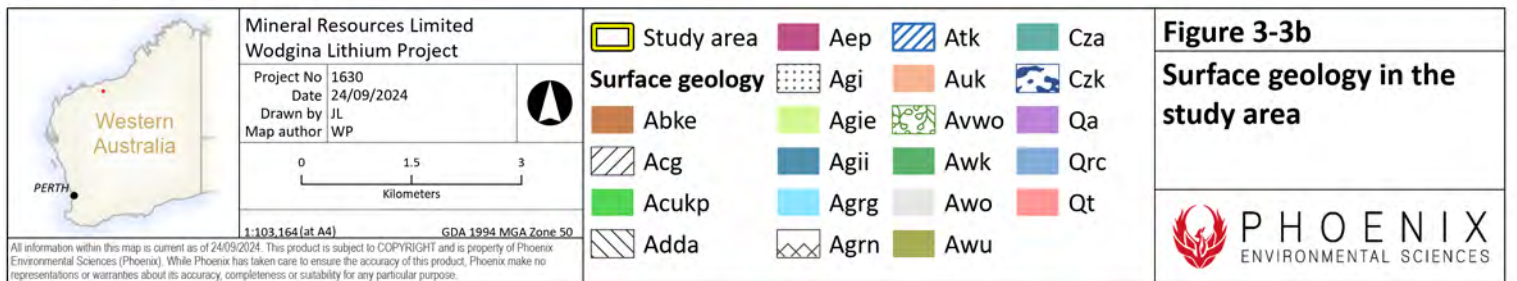 Western
Australia
PERTH
Mineral Resources Limited
Wodgina Lithium Project
Project No 1630
Date 24/09/2024
Drawn by JL
Map author WP
0 1.5 3
Kilometers
1:103,164 (at A4) GDA 1994 MGA Zone 50
All information within this map is current as of 24/09/2024. This product is subject to COPYRIGHT and is property of Phoenix
Environmental Sciences (Phoenix). While Phoenix has taken care to ensure the accuracy of this product, Phoenix make no
representations or warranties about its accuracy, completeness or suitability for any particular purpose.
Study area
Surface geology
Abke
Acg
Acukp
Adda
Aep
Agi
Agie
Agii
Agrg
Agrn
Atk
Auk
Avwo
Awk
Awo
Awu
Cza
Czk
Qa
Qrc
Qt
Figure 3-3b
Surface geology in the
study area
PHOENIX
ENVIRONMENTAL SCIENCES